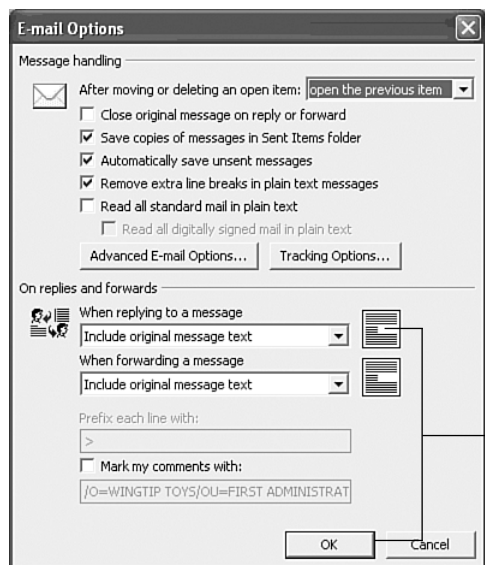 E-mail Options
Message handling
After moving or deleting an open item: open the previous item
Close original message on reply or forward
Save copies of messages in Sent Items folder
Automatically save unsent messages
Remove extra line breaks in plain text messages
Read all standard mail in plain text
Read all digitally signed mail in plain text
Advanced E-mail Options... Tracking Options...
On replies and forwards
When replying to a message
Include original message text
When forwarding a message
Include original message text
Prefix each line with:
>
Mark my comments with:
/O=WINGTIP TOYS/OU=FIRST ADMINISTRAT
OK Cancel